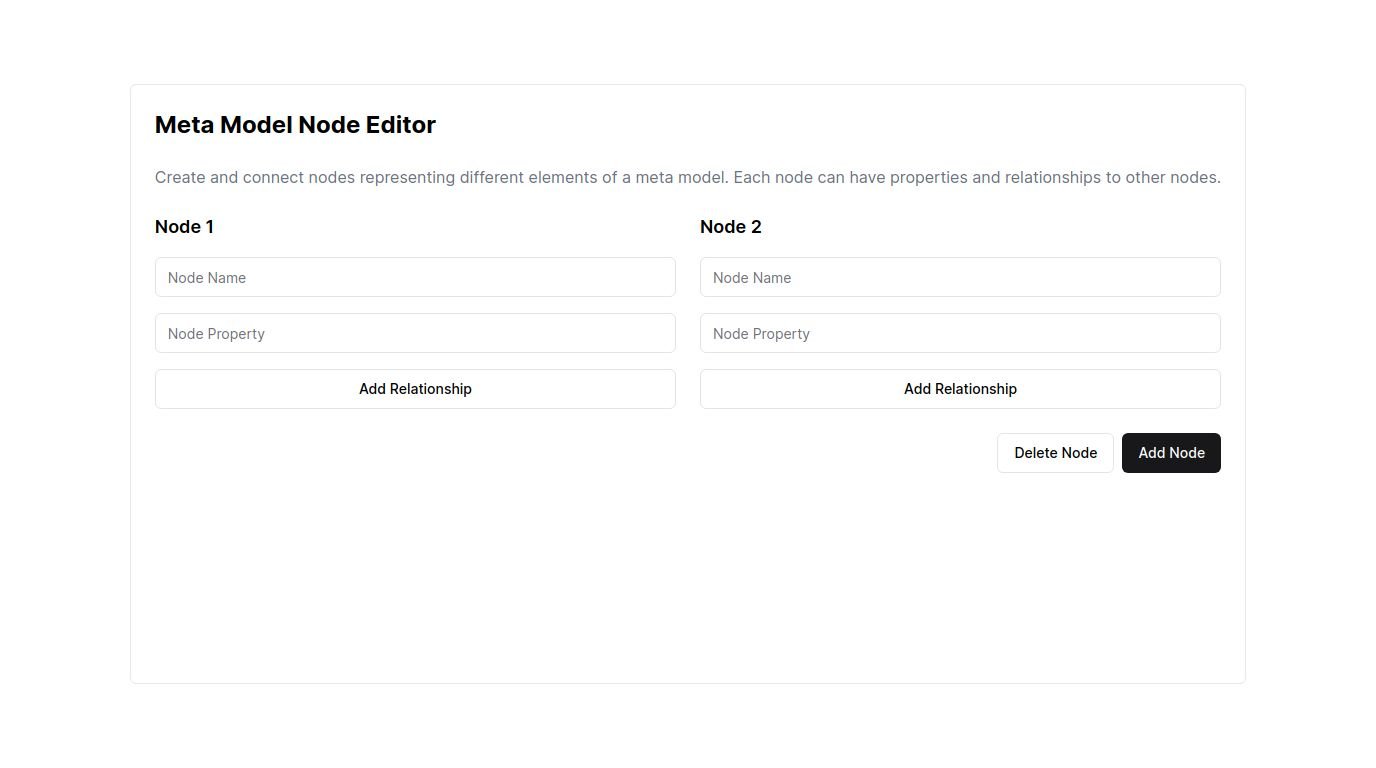 Meta Model Node Editor
Create and connect nodes representing different elements of a meta model. Each node can have properties and relationships to other nodes.
Node 1
Node Name
Node Property
Add Relationship
Node 2
Node Name
Node Property
Add Relationship
Delete Node
Add Node